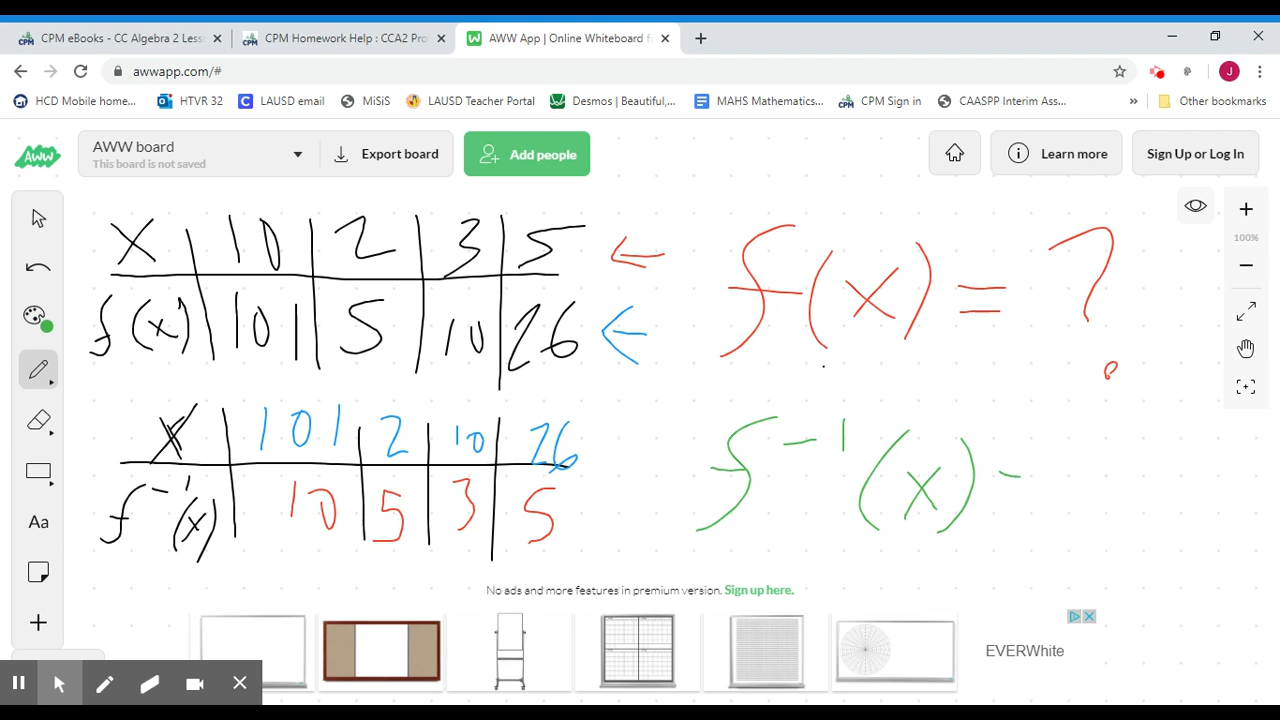 CPM eBooks - CC Algebra 2 Less
CPM Homework Help : CCA2 Pro
AWW App | Online Whiteboard f
awwapp.com/#
J
HCD Mobile home...
HTVR 32
LAUSD email
MiSiS
LAUSD Teacher Portal
Desmos | Beautiful,...
MAHS Mathematics...
CPM Sign in
CAASPP Interim Ass...
»
Other bookmarks
AWW
AWW board
This board is not saved
Export board
Add people
Learn more
Sign Up or Log In
100%
Aa
x | 10 | 2 | 3 | 5 ←
f(x) | 101 | 5 | 10 | 26 ←
f(x) = ?
x | 101 | 2 | 10 | 26
f⁻¹(x) | 10 | 5 | 3 | 5
f⁻¹(x) -
No ads and more features in premium version. Sign up here.
EVERWhite